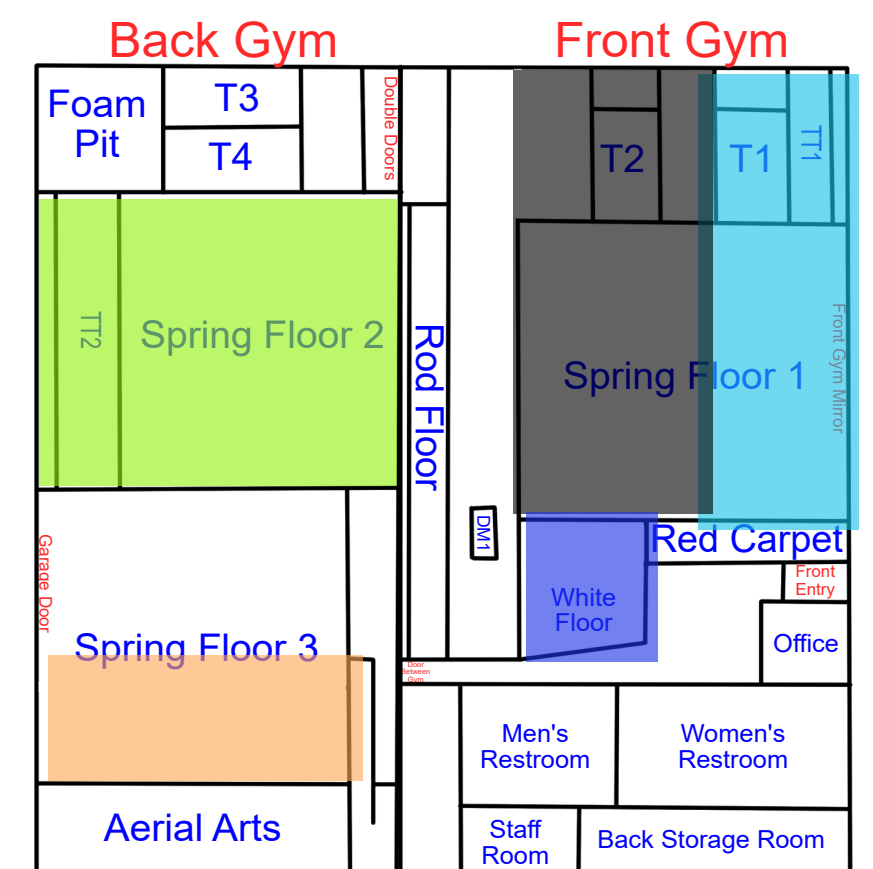 Back Gym
Front Gym
Foam
Pit
T3
T4
Double Doors
T2
T1
TT1
TT2
Spring Floor 2
Rod Floor
Spring Floor 1
Front Gym Mirror
DM1
Red Carpet
Garage Door
White
Floor
Front
Entry
Spring Floor 3
Office
Door
Between
Gym
Men's
Restroom
Women's
Restroom
Aerial Arts
Staff
Room
Back Storage Room